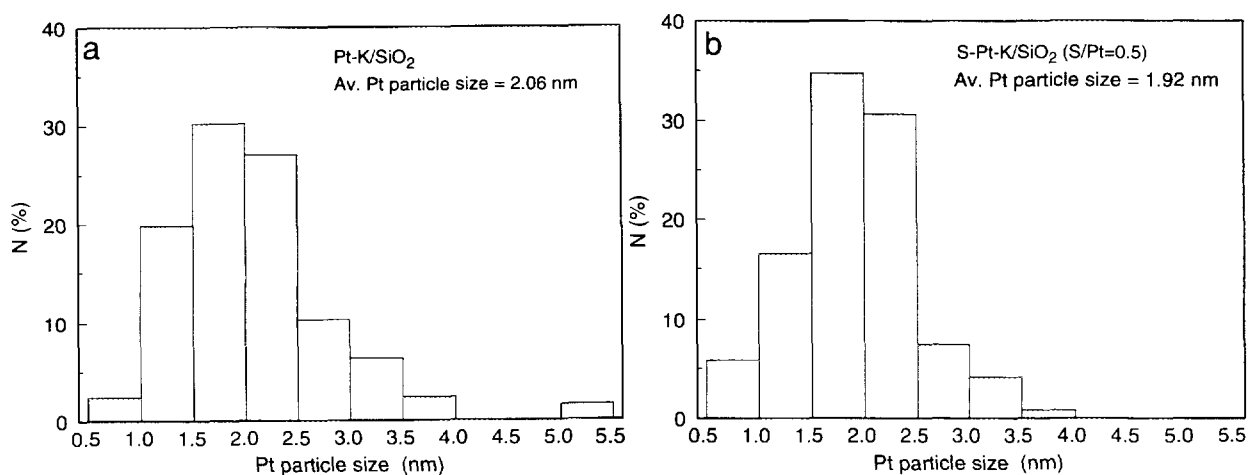 a
Pt-K/SiO₂
Av. Pt particle size = 2.06 nm
40
30
20
10
0
N (%)
0.5 1.0 1.5 2.0 2.5 3.0 3.5 4.0 4.5 5.0 5.5
Pt particle size (nm)
b
S-Pt-K/SiO₂ (S/Pt=0.5)
Av. Pt particle size = 1.92 nm
40
30
20
10
0
N (%)
0.5 1.0 1.5 2.0 2.5 3.0 3.5 4.0 4.5 5.0 5.5
Pt particle size (nm)